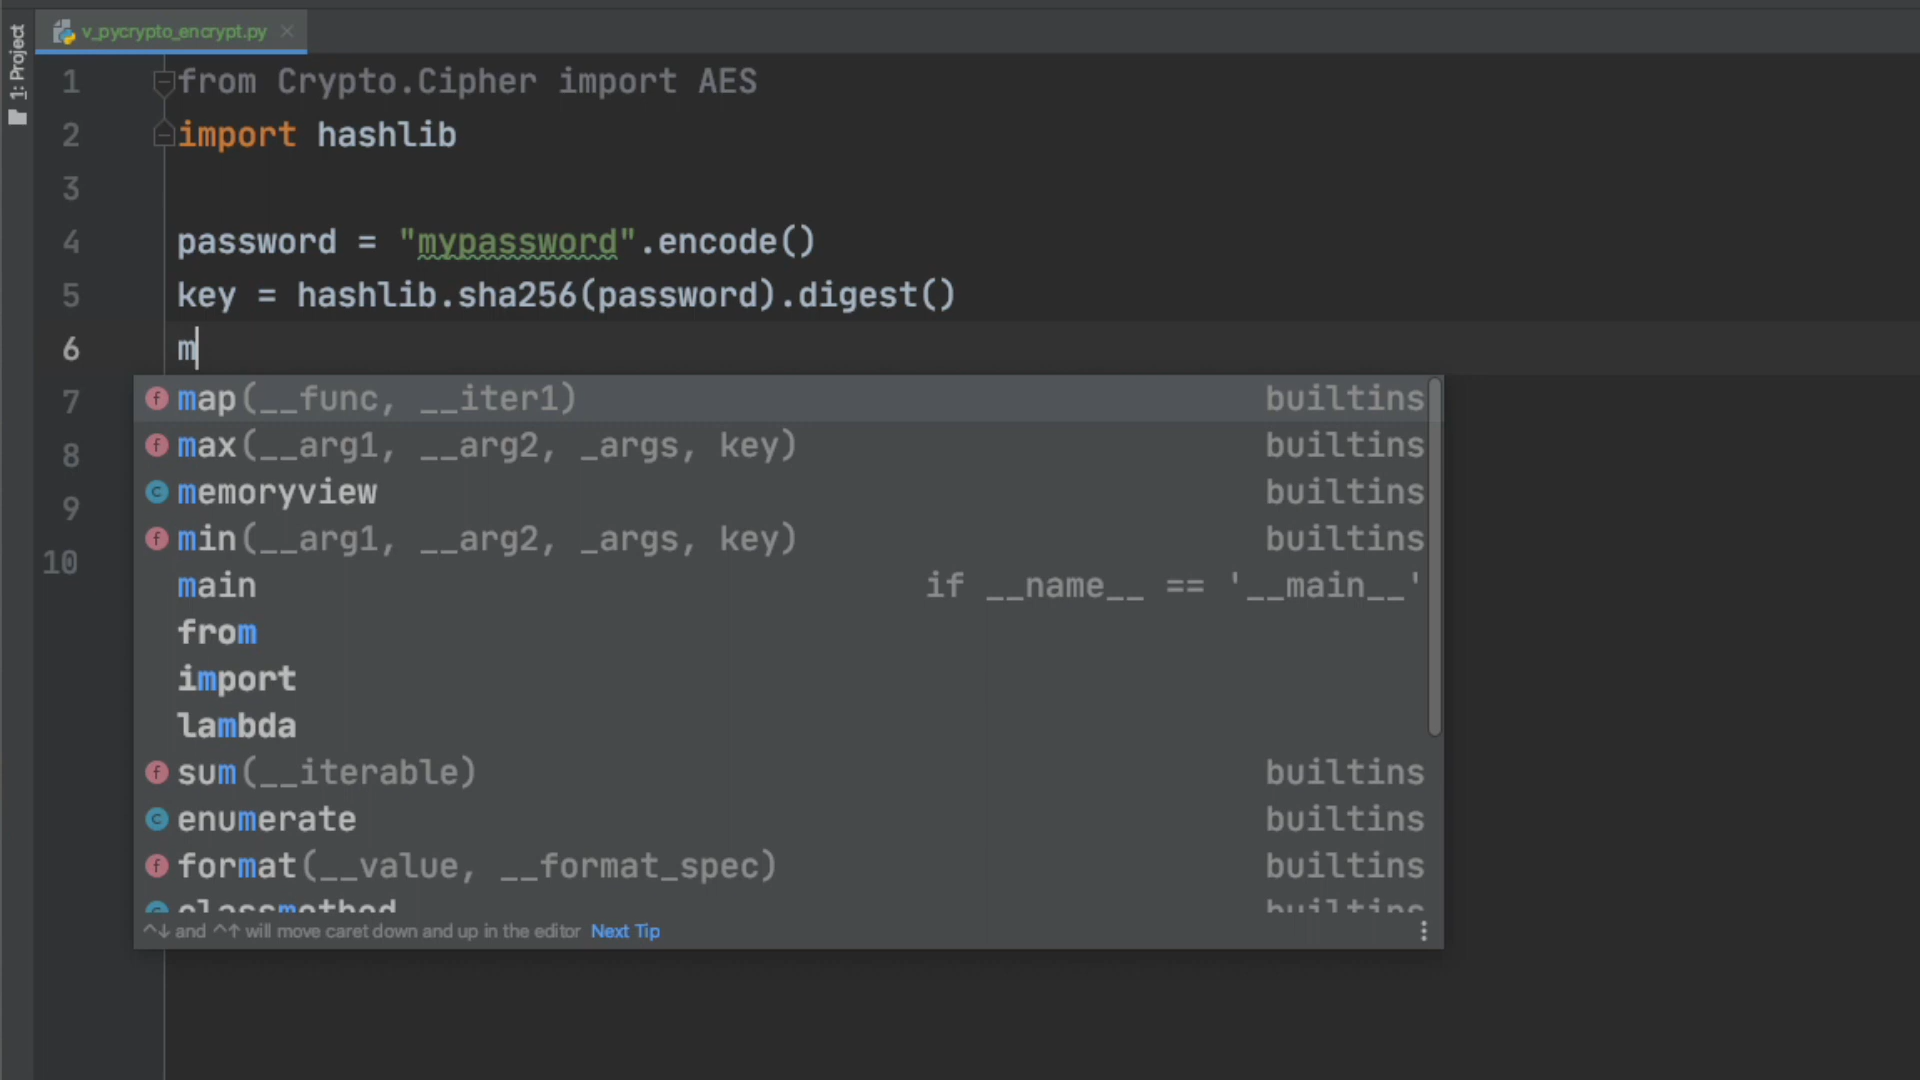 1: Project
v_pycrypto_encrypt.py
1 from Crypto.Cipher import AES
2 import hashlib
3
4 password = "mypassword".encode()
5 key = hashlib.sha256(password).digest()
6 m
7
8
9
10
map(__func, __iter1) builtins
max(__arg1, __arg2, _args, key) builtins
memoryview builtins
min(__arg1, __arg2, _args, key) builtins
main if __name__ == '__main__'
from
import
lambda
sum(__iterable) builtins
enumerate builtins
format(__value, __format_spec) builtins
classmethod builtins
^↓ and ^↑ will move caret down and up in the editor Next Tip